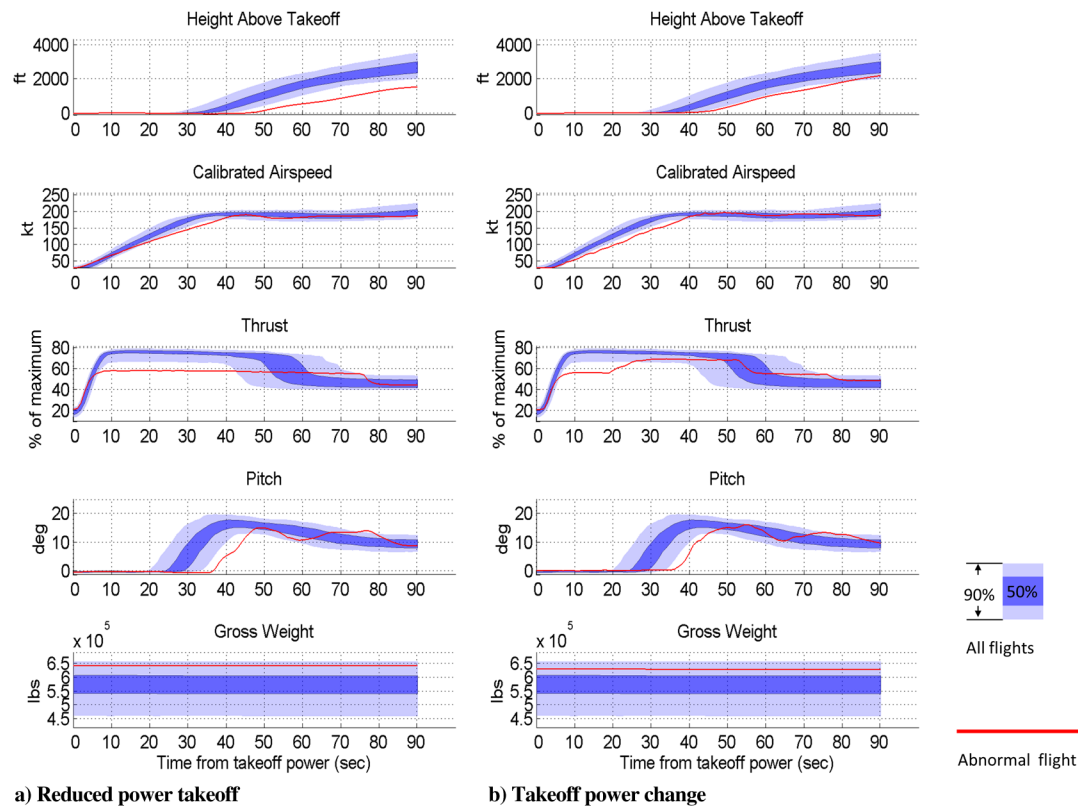 Height Above Takeoff
4000
2000
0
ft
0 10 20 30 40 50 60 70 80 90
Calibrated Airspeed
250
200
150
100
50
kt
0 10 20 30 40 50 60 70 80 90
Thrust
80
60
40
20
% of maximum
0 10 20 30 40 50 60 70 80 90
Pitch
20
10
0
deg
0 10 20 30 40 50 60 70 80 90
Gross Weight
x 10^5
6.5
6
5.5
5
4.5
lbs
0 10 20 30 40 50 60 70 80 90
Time from takeoff power (sec)
a) Reduced power takeoff
Height Above Takeoff
4000
2000
0
ft
0 10 20 30 40 50 60 70 80 90
Calibrated Airspeed
250
200
150
100
50
kt
0 10 20 30 40 50 60 70 80 90
Thrust
80
60
40
20
% of maximum
0 10 20 30 40 50 60 70 80 90
Pitch
20
10
0
deg
0 10 20 30 40 50 60 70 80 90
Gross Weight
x 10^5
6.5
6
5.5
5
4.5
lbs
0 10 20 30 40 50 60 70 80 90
Time from takeoff power (sec)
b) Takeoff power change
90% 50%
All flights
Abnormal flight